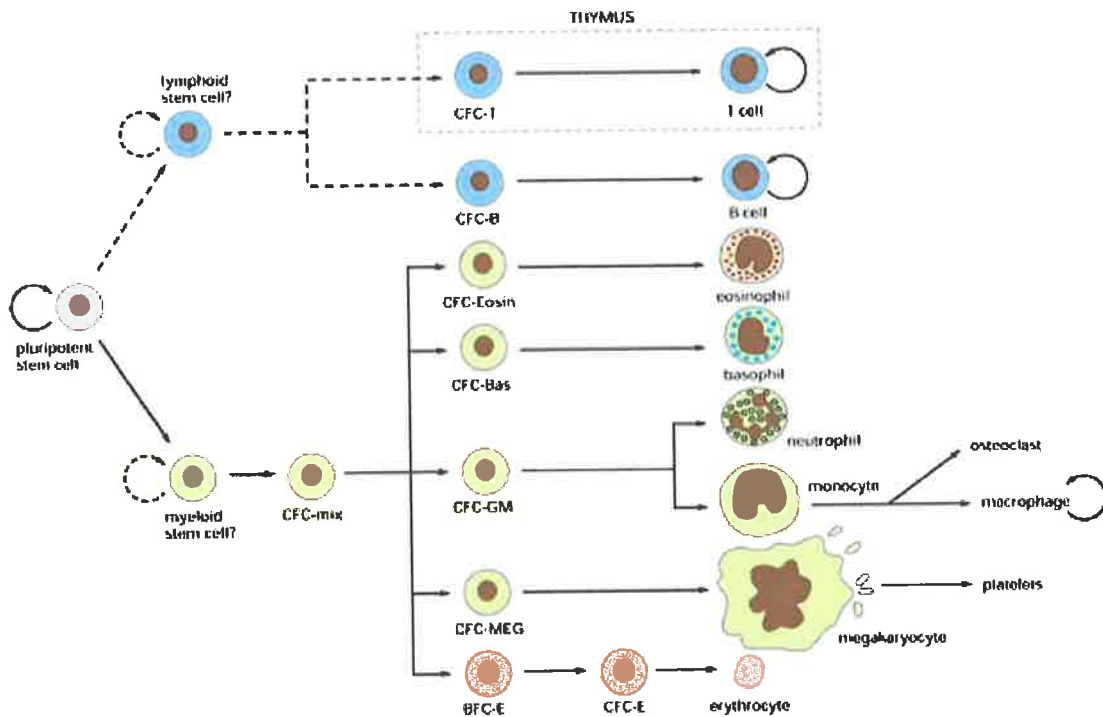 THYMUS
lymphoid
stem cell?
CFC-T
T cell
CFC-B
B cell
pluripotent
stem cell
CFC-Eosin
eosinophil
CFC-Bas
basophil
neutrophil
osteoclast
myeloid
stem cell?
CFC-mix
CFC-GM
monocyte
macrophage
CFC-MEG
megakaryocyte
platelets
BFC-E
CFC-E
erythrocyte